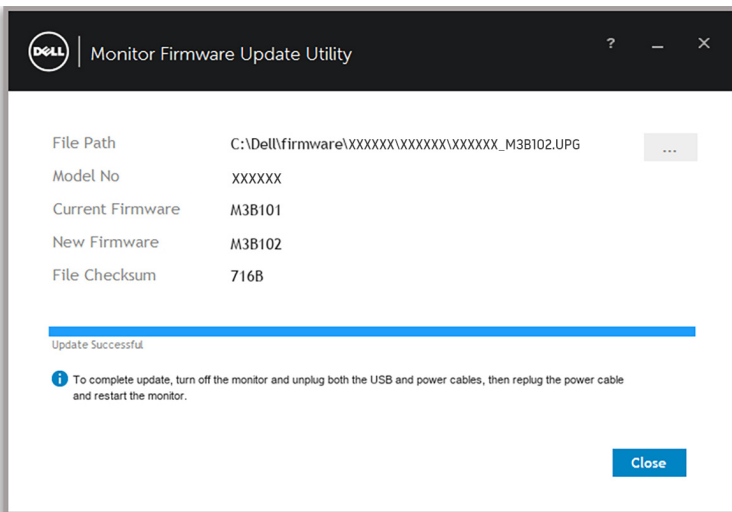 DELL Monitor Firmware Update Utility ? _ ×
File Path C:\Dell\firmware\XXXXXX\XXXXXX\XXXXXX_M3B102.UPG ...
Model No XXXXXX
Current Firmware M3B101
New Firmware M3B102
File Checksum 716B
Update Successful
i To complete update, turn off the monitor and unplug both the USB and power cables, then replug the power cable
and restart the monitor.
Close